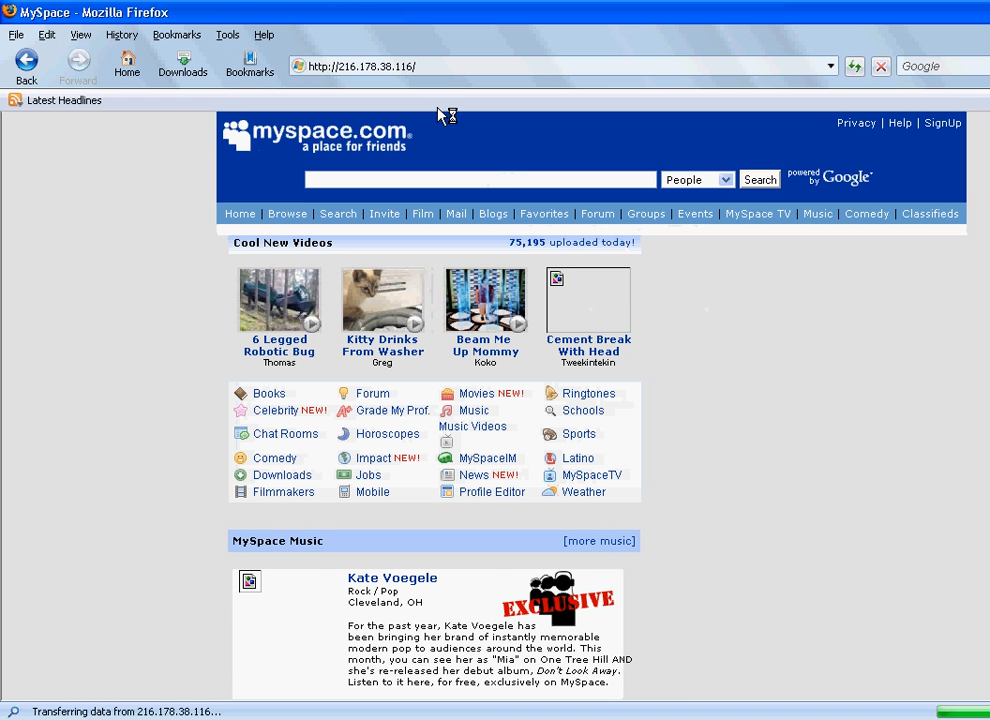 MySpace - Mozilla Firefox
File Edit View History Bookmarks Tools Help
Back Forward Home Downloads Bookmarks http://216.178.38.116/ Google
Latest Headlines
Privacy | Help | SignUp
myspace.com®
a place for friends
People Search powered by Google
Home | Browse | Search | Invite | Film | Mail | Blogs | Favorites | Forum | Groups | Events | MySpace TV | Music | Comedy | Classifieds
Cool New Videos 75,195 uploaded today!
6 Legged Robotic Bug
Thomas
Kitty Drinks From Washer
Greg
Beam Me Up Mommy
Koko
Cement Break With Head
Tweekintekin
Books Forum Movies NEW! Ringtones
Celebrity NEW! Grade My Prof. Music Schools
Chat Rooms Horoscopes Music Videos Sports
Comedy Impact NEW! MySpaceIM Latino
Downloads Jobs News NEW! MySpaceTV
Filmmakers Mobile Profile Editor Weather
MySpace Music [more music]
Kate Voegele
Rock / Pop
Cleveland, OH
EXCLUSIVE
For the past year, Kate Voegele has
been bringing her brand of instantly memorable
modern pop to audiences around the world. This
month, you can see her as "Mia" on One Tree Hill AND
she's re-released her debut album, Don't Look Away.
Listen to it here, for free, exclusively on MySpace.
Transferring data from 216.178.38.116...